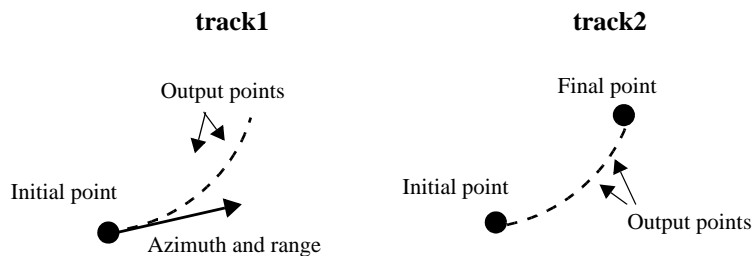 track1
Output points
Initial point
Azimuth and range
track2
Final point
Initial point
Output points